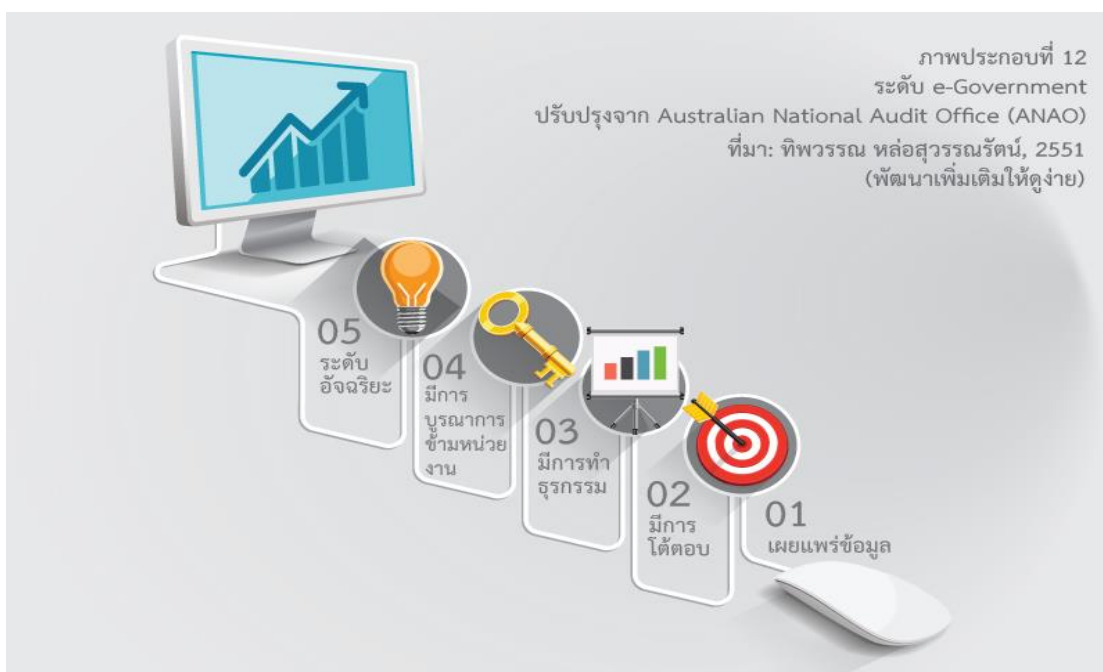 ภาพประกอบที่ 12
ระดับ e-Government
ปรับปรุงจาก Australian National Audit Office (ANAO)
ที่มา: ทิพวรรณ หล่อสุวรรณรัตน์, 2551
(พัฒนาเพิ่มเติมให้ดูง่าย)
05
ระดับ
อัจฉริยะ
04
มีการ
บูรณาการ
ข้ามหน่วย
งาน
03
มีการทำ
ธุรกรรม
02
มีการ
โต้ตอบ
01
เผยแพร่ข้อมูล